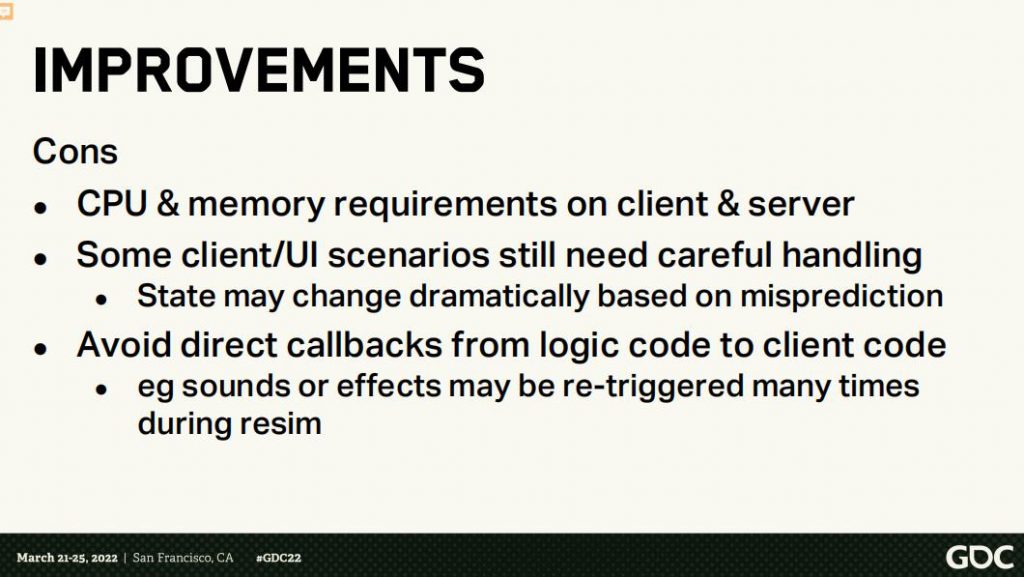 IMPROVEMENTS
Cons
• CPU & memory requirements on client & server
• Some client/UI scenarios still need careful handling
• State may change dramatically based on misprediction
• Avoid direct callbacks from logic code to client code
• eg sounds or effects may be re-triggered many times
during resim
March 21-25, 2022 | San Francisco, CA #GDC22
GDC